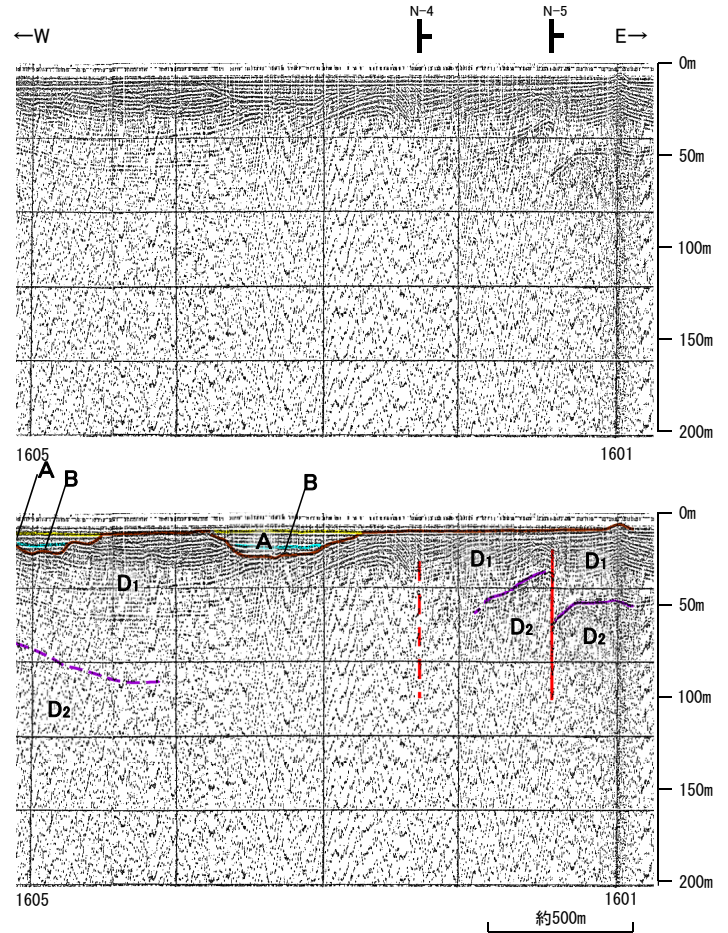 N-4 N-5
←W E→
0m
50m
100m
150m
200m
1605 1601
A
B B
0m
A
D1 D1 D1
50m
D2 D2
D2
100m
150m
200m
1605 1601
約500m